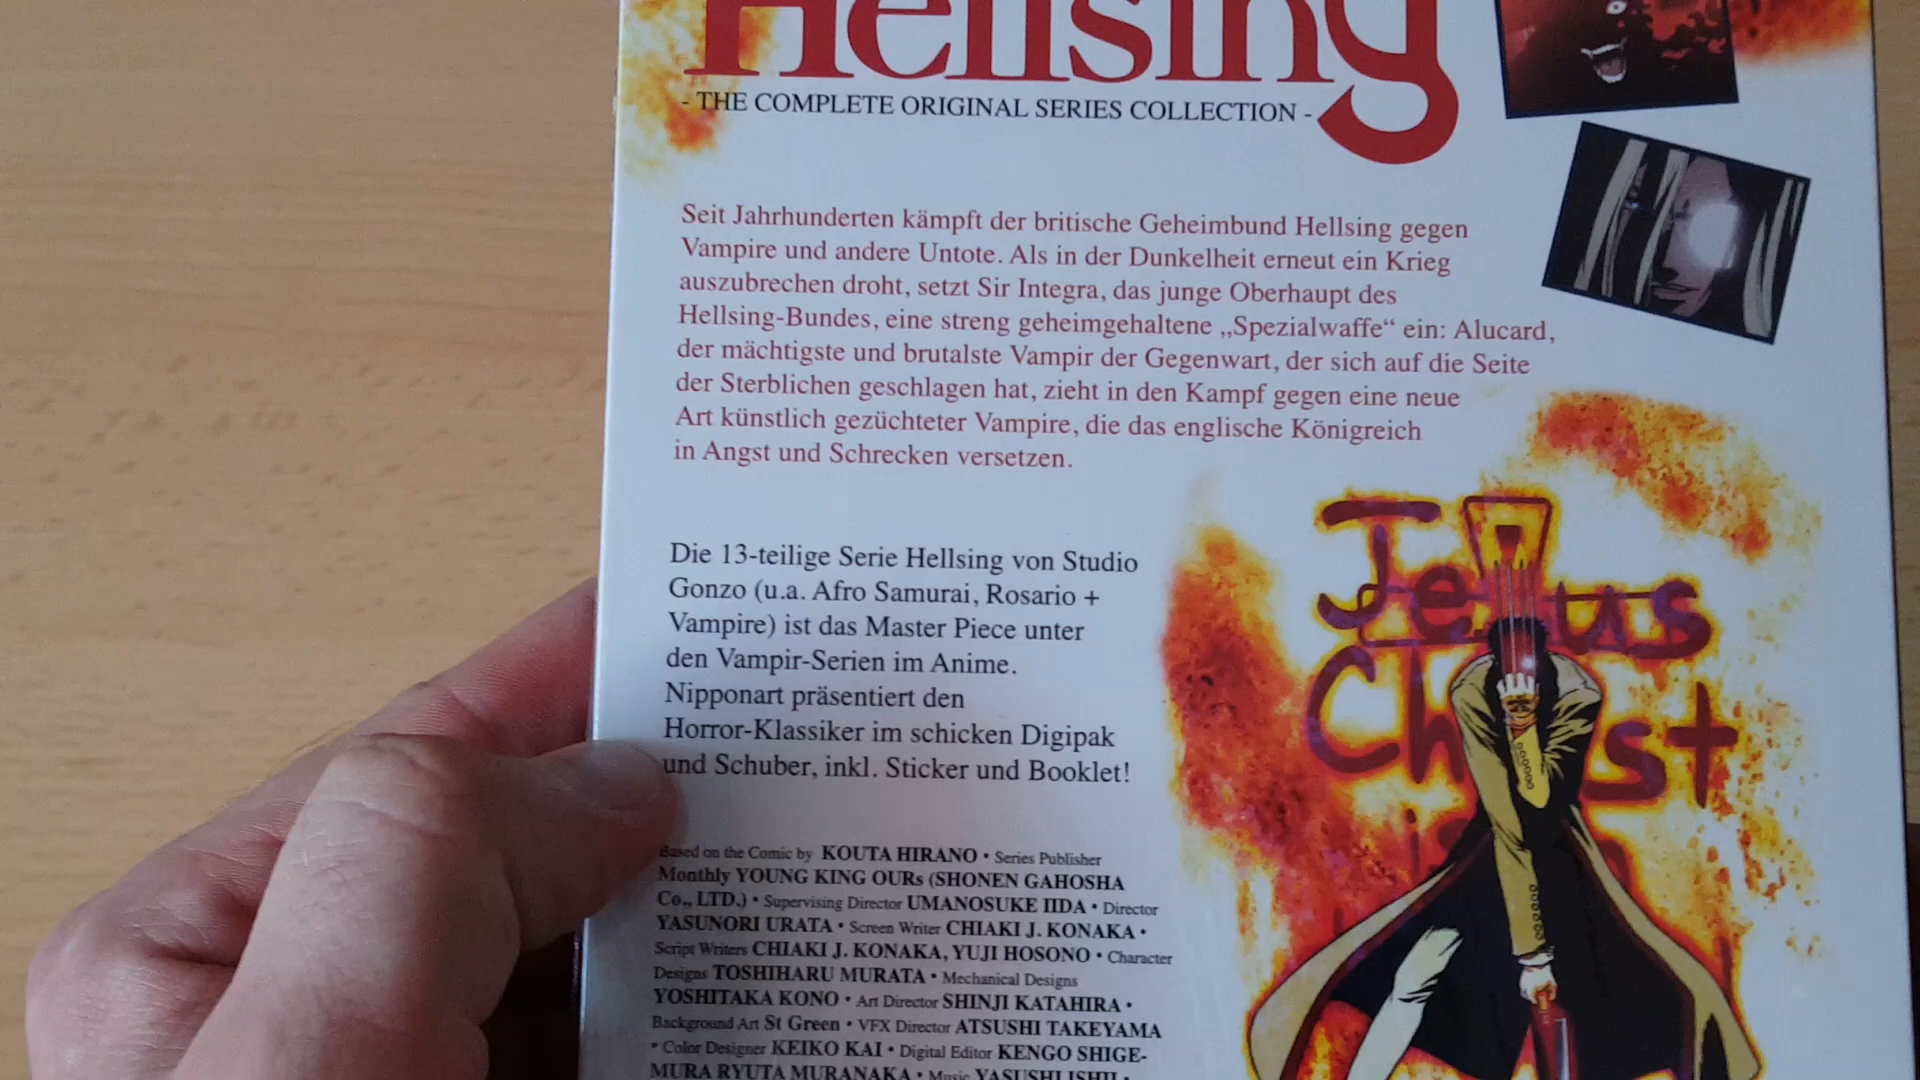 Hellsing
- THE COMPLETE ORIGINAL SERIES COLLECTION -
Seit Jahrhunderten kämpft der britische Geheimbund Hellsing gegen
Vampire und andere Untote. Als in der Dunkelheit erneut ein Krieg
auszubrechen droht, setzt Sir Integra, das junge Oberhaupt des
Hellsing-Bundes, eine streng geheimgehaltene „Spezialwaffe“ ein: Alucard,
der mächtigste und brutalste Vampir der Gegenwart, der sich auf die Seite
der Sterblichen geschlagen hat, zieht in den Kampf gegen eine neue
Art künstlich gezüchteter Vampire, die das englische Königreich
in Angst und Schrecken versetzen.
Die 13-teilige Serie Hellsing von Studio
Gonzo (u.a. Afro Samurai, Rosario +
Vampire) ist das Master Piece unter
den Vampir-Serien im Anime.
Nipponart präsentiert den
Horror-Klassiker im schicken Digipak
und Schuber, inkl. Sticker und Booklet!
Based on the Comic by KOUTA HIRANO • Series Publisher
Monthly YOUNG KING OURs (SHONEN GAHOSHA
Co., LTD.) • Supervising Director UMANOSUKE IIDA • Director
YASUNORI URATA • Screen Writer CHIAKI J. KONAKA •
Script Writers CHIAKI J. KONAKA, YUJI HOSONO • Character
Designs TOSHIHARU MURATA • Mechanical Designs
YOSHITAKA KONO • Art Director SHINJI KATAHIRA •
Background Art St Green • VFX Director ATSUSHI TAKEYAMA
• Color Designer KEIKO KAI • Digital Editor KENGO SHIGE-
MURA RYUTA MURANAKA • Music YASUSHI ISHII •